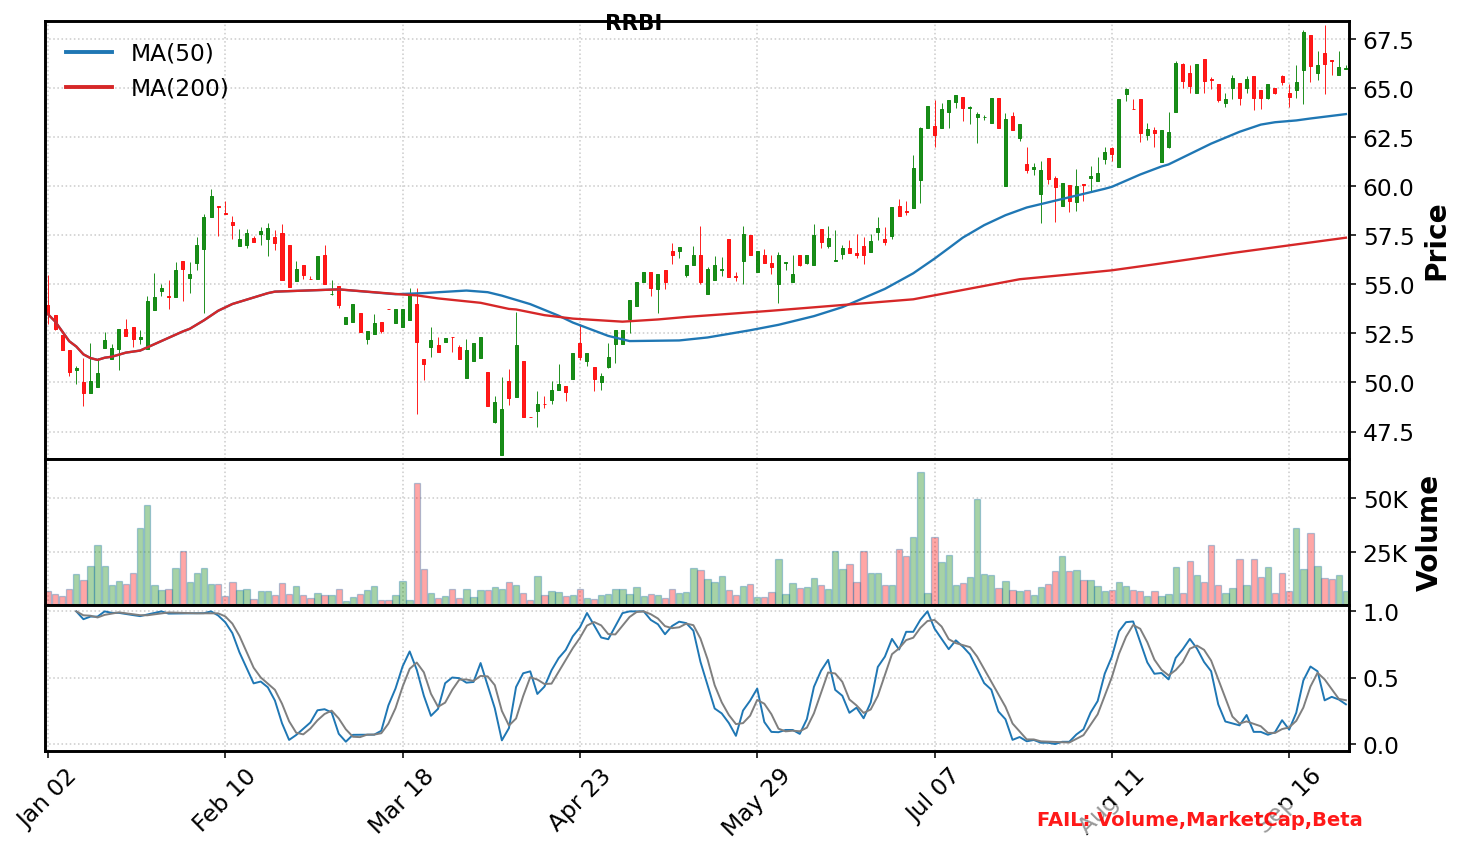 RRBI
MA(50)
MA(200)
67.5
65.0
62.5
60.0
57.5
55.0
52.5
50.0
47.5
Price
50K
25K
Volume
1.0
0.5
0.0
Jan 02
Feb 10
Mar 18
Apr 23
May 29
Jul 07
Aug 11
Sep 16
FAIL: Volume,MarketCap,Beta